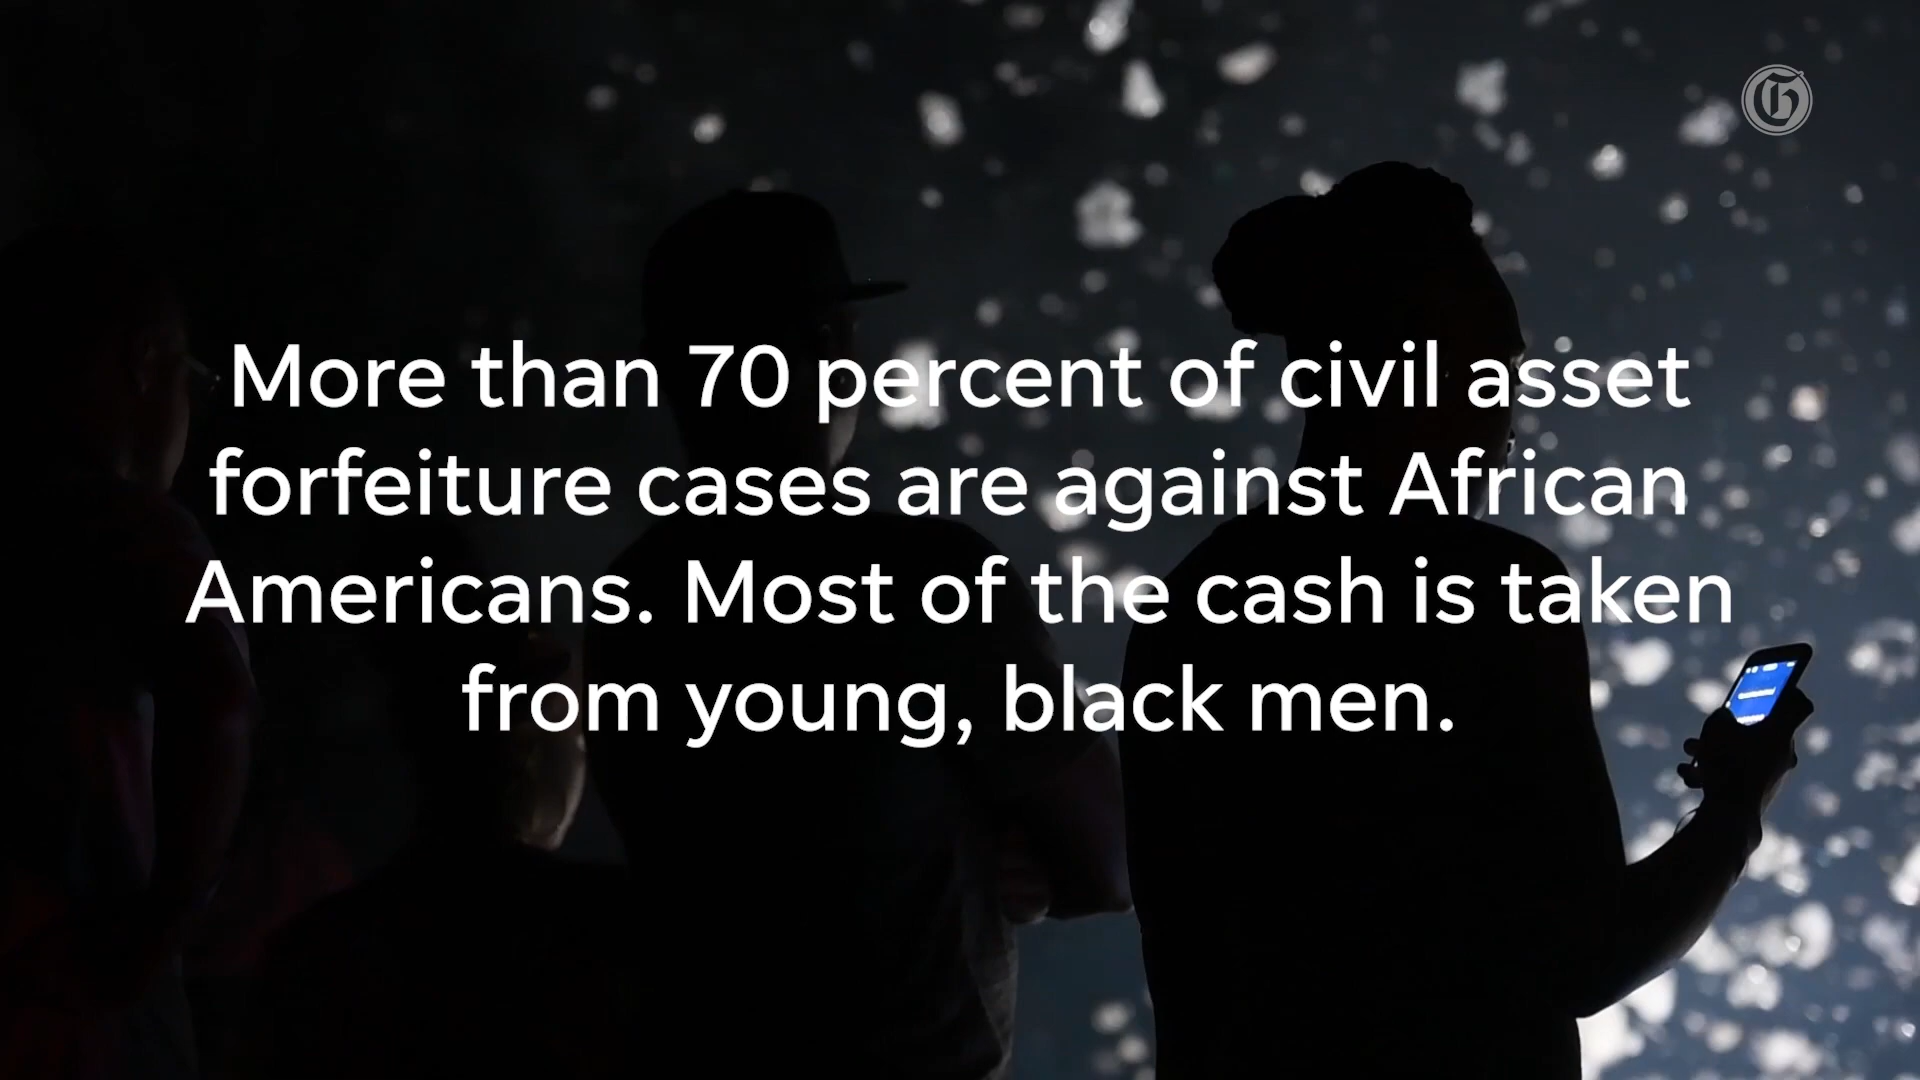 G
More than 70 percent of civil asset
forfeiture cases are against African
Americans. Most of the cash is taken
from young, black men.